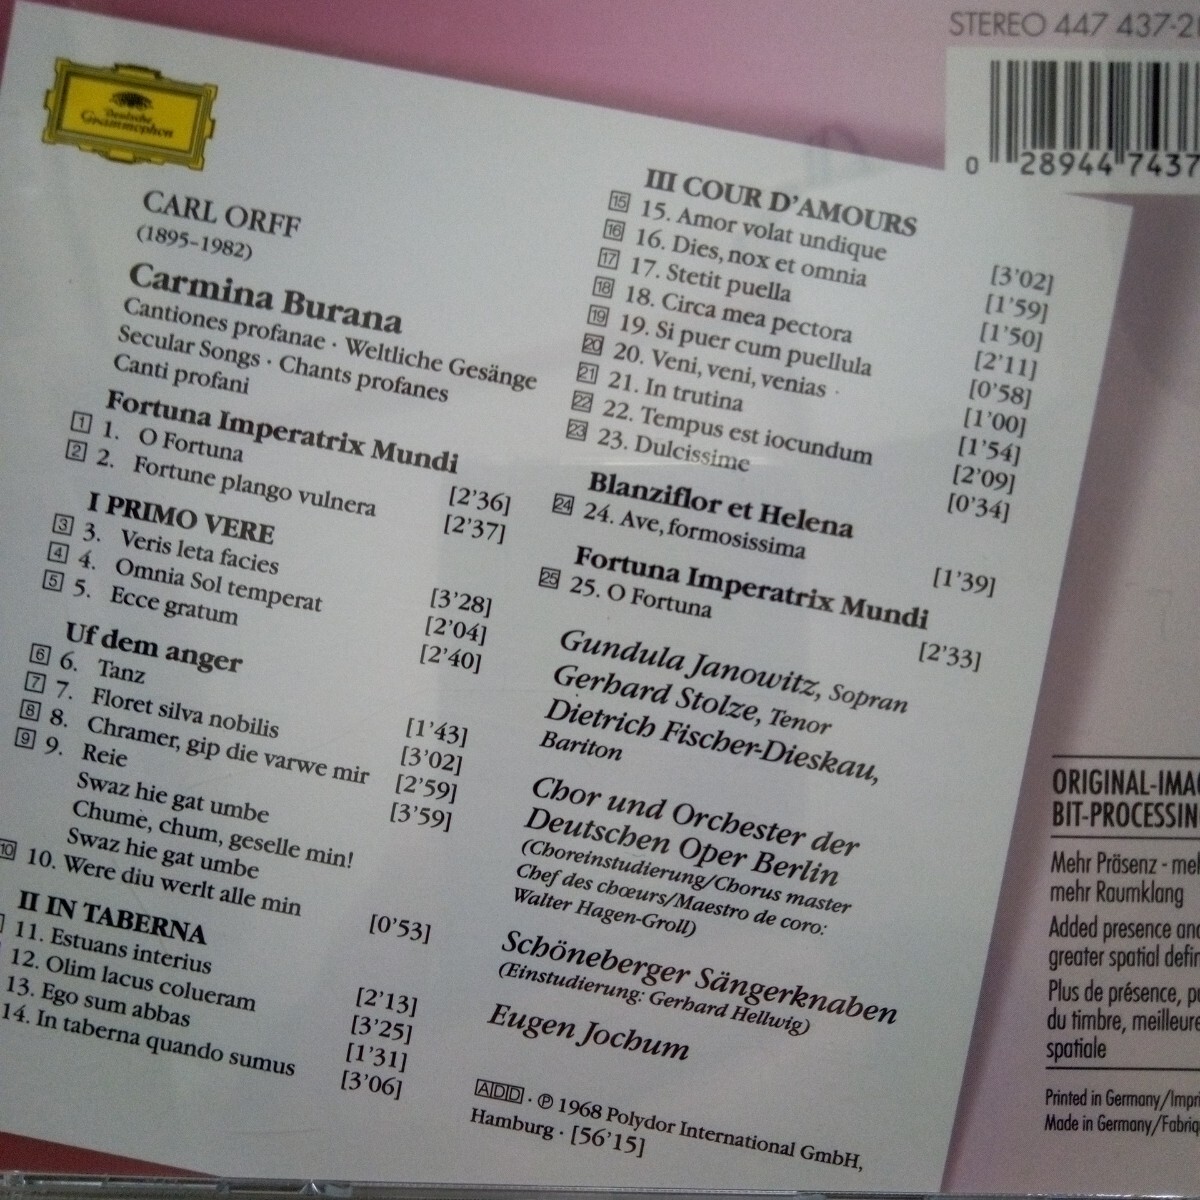 STEREO 447 437-2
0 28944 7437
Deutsche
Grammophon
CARL ORFF
(1895–1982)
Carmina Burana
Cantiones profanae · Weltliche Gesänge
Secular Songs · Chants profanes
Canti profani
Fortuna Imperatrix Mundi
1 1. O Fortuna [2'36]
2 2. Fortune plango vulnera [2'37]
I PRIMO VERE
3 3. Veris leta facies [3'28]
4 4. Omnia Sol temperat [2'04]
5 5. Ecce gratum [2'40]
Uf dem anger
6 6. Tanz [1'43]
7 7. Floret silva nobilis [3'02]
8 8. Chramer, gip die varwe mir [2'59]
9 9. Reie [3'59]
Swaz hie gat umbe
Chume, chum, geselle min!
Swaz hie gat umbe
10 10. Were diu werlt alle min [0'53]
II IN TABERNA
11. Estuans interius [2'13]
12. Olim lacus colueram [3'25]
13. Ego sum abbas [1'31]
14. In taberna quando sumus [3'06]
III COUR D'AMOURS
15 15. Amor volat undique [3'02]
16 16. Dies, nox et omnia [1'59]
17 17. Stetit puella [1'50]
18 18. Circa mea pectora [2'11]
19 19. Si puer cum puellula [0'58]
20 20. Veni, veni, venias [1'00]
21 21. In trutina [1'54]
22 22. Tempus est iocundum [2'09]
23 23. Dulcissime [0'34]
Blanziflor et Helena
24 24. Ave, formosissima [1'39]
Fortuna Imperatrix Mundi
25 25. O Fortuna [2'33]
Gundula Janowitz, Sopran
Gerhard Stolze, Tenor
Dietrich Fischer-Dieskau,
Bariton
Chor und Orchester der
Deutschen Oper Berlin
(Choreinstudierung/Chorus master
Chef des chœurs/Maestro de coro:
Walter Hagen-Groll)
Schöneberger Sängerknaben
(Einstudierung: Gerhard Hellwig)
Eugen Jochum
ADD · ℗ 1968 Polydor International GmbH,
Hamburg · [56'15]
ORIGINAL-IMA
BIT-PROCESSIN
Mehr Präsenz - me
mehr Raumklang
Added presence an
greater spatial defin
Plus de présence, p
du timbre, meilleure
spatiale
Printed in Germany/Impri
Made in Germany/Fabriq